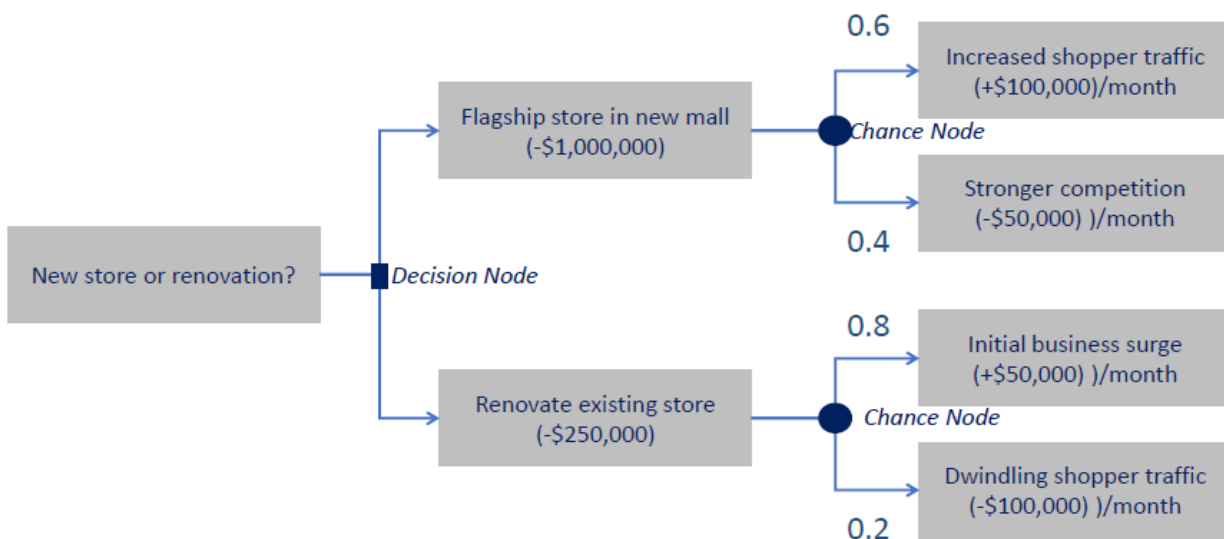 0.6
Increased shopper traffic
(+$100,000)/month
Flagship store in new mall
(-$1,000,000)
Chance Node
Stronger competition
(-$50,000) )/month
0.4
New store or renovation?
Decision Node
0.8
Initial business surge
(+$50,000) )/month
Renovate existing store
(-$250,000)
Chance Node
Dwindling shopper traffic
(-$100,000) )/month
0.2